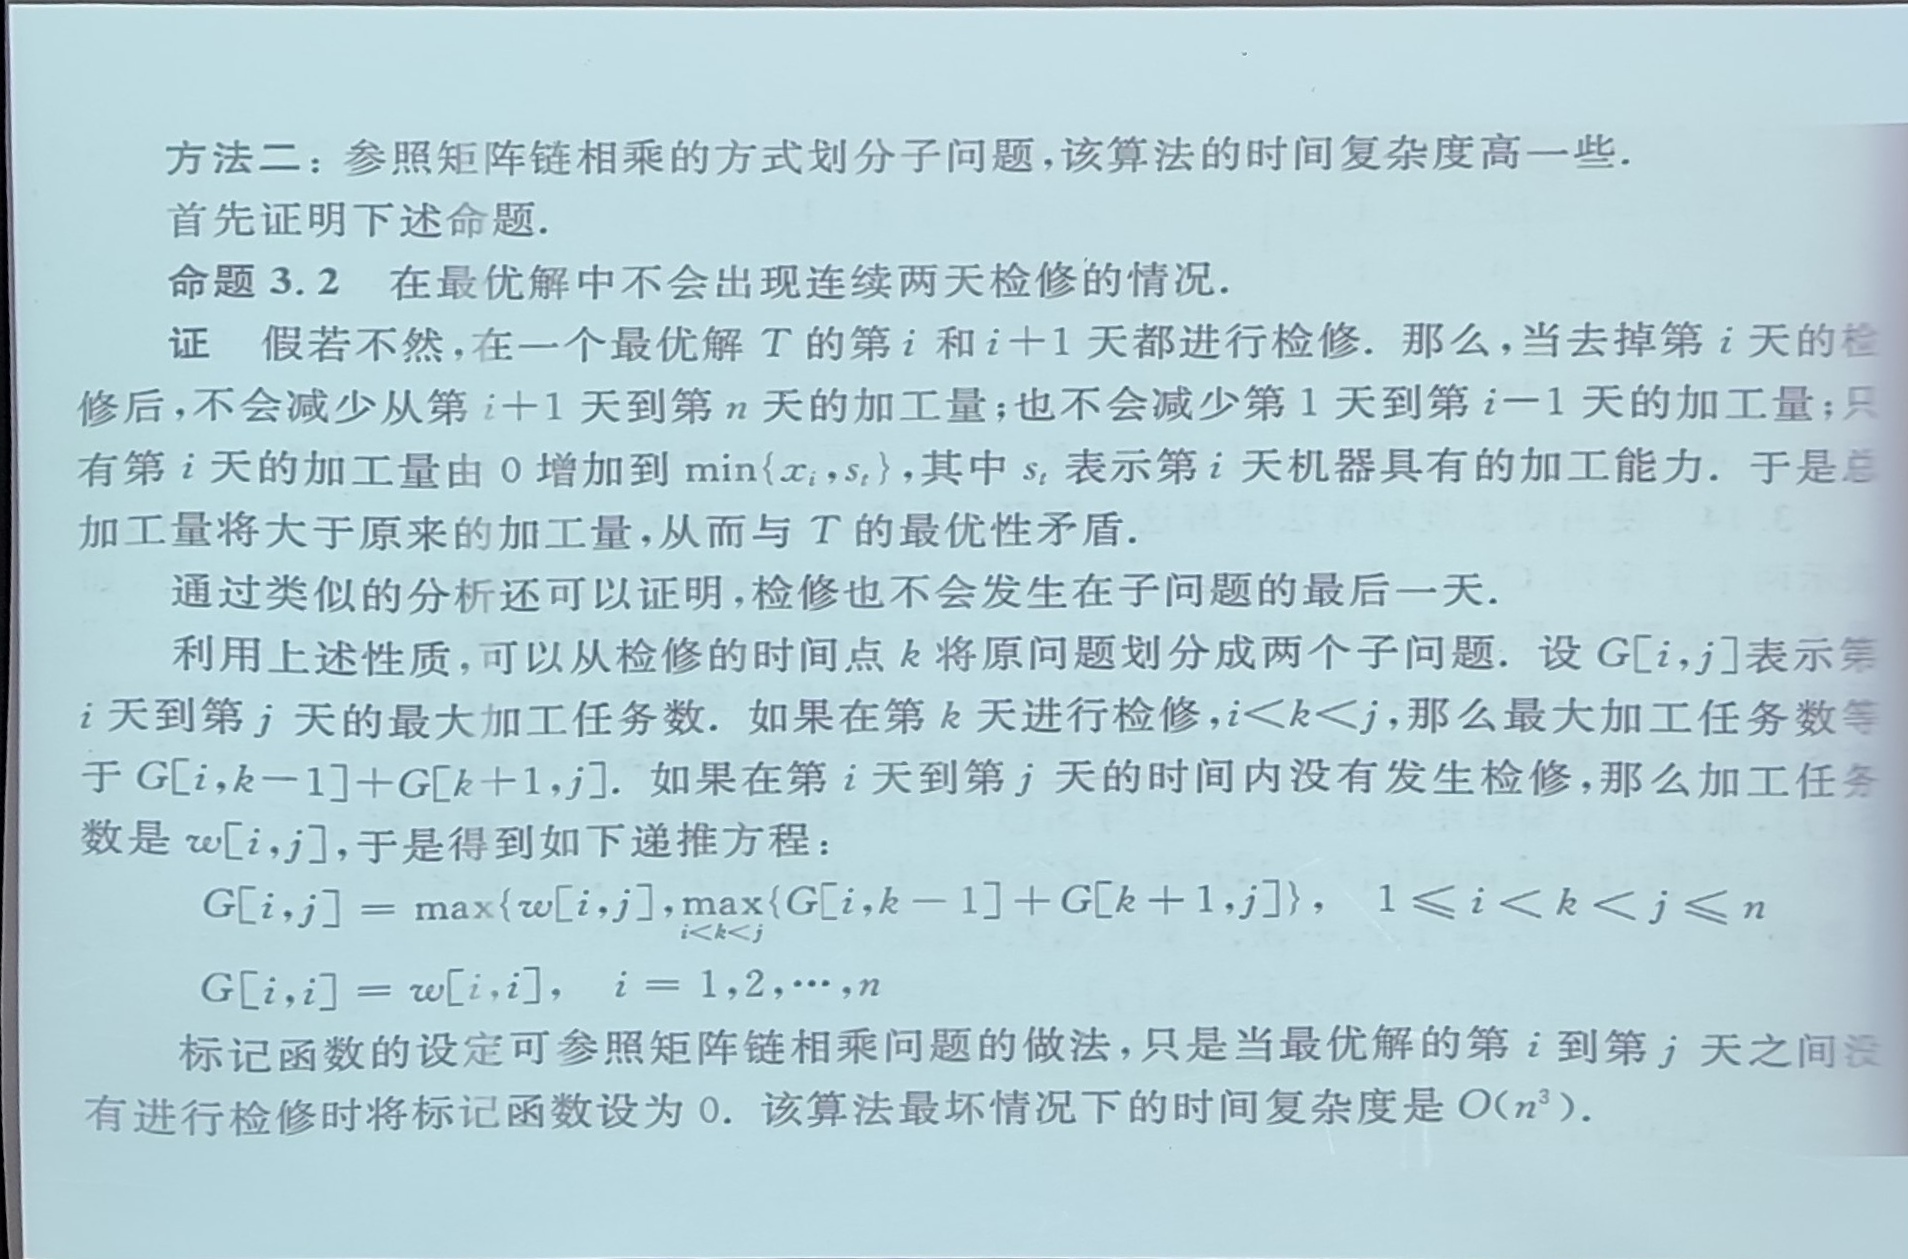 方法二：参照矩阵链相乘的方式划分子问题，该算法的时间复杂度高一些．
首先证明下述命题．
命题 3.2　在最优解中不会出现连续两天检修的情况．
证　假若不然，在一个最优解 T 的第 i 和 i+1 天都进行检修．那么，当去掉第 i 天的检
修后，不会减少从第 i+1 天到第 n 天的加工量；也不会减少第 1 天到第 i−1 天的加工量；只
有第 i 天的加工量由 0 增加到 min{xᵢ,sₜ}，其中 sₜ 表示第 i 天机器具有的加工能力．于是总
加工量将大于原来的加工量，从而与 T 的最优性矛盾．
通过类似的分析还可以证明，检修也不会发生在子问题的最后一天．
利用上述性质，可以从检修的时间点 k 将原问题划分成两个子问题．设 G[i,j]表示第
i 天到第 j 天的最大加工任务数．如果在第 k 天进行检修，i<k<j，那么最大加工任务数等
于 G[i,k−1]+G[k+1,j]．如果在第 i 天到第 j 天的时间内没有发生检修，那么加工任务
数是 w[i,j]，于是得到如下递推方程：
G[i,j] = max{w[i,j], max{G[i,k−1]+G[k+1,j]}, 1⩽i<k<j⩽n
i<k<j
G[i,i] = w[i,i], i = 1,2,⋯,n
标记函数的设定可参照矩阵链相乘问题的做法，只是当最优解的第 i 到第 j 天之间没
有进行检修时将标记函数设为 0．该算法最坏情况下的时间复杂度是 O(n³)．